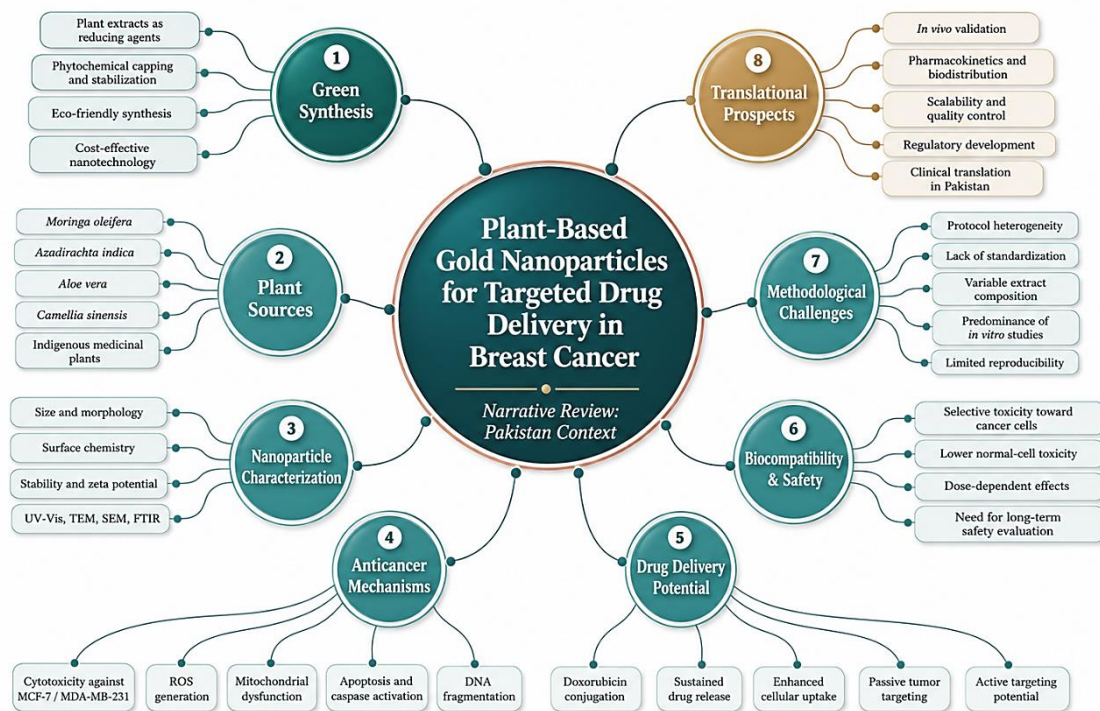 Plant-Based
Gold Nanoparticles
for Targeted Drug
Delivery in
Breast Cancer
Narrative Review:
Pakistan Context
1
Green
Synthesis
Plant extracts as
reducing agents
Phytochemical capping
and stabilization
Eco-friendly synthesis
Cost-effective
nanotechnology
2
Plant
Sources
Moringa oleifera
Azadirachta indica
Aloe vera
Camellia sinensis
Indigenous medicinal
plants
3
Nanoparticle
Characterization
Size and morphology
Surface chemistry
Stability and zeta potential
UV-Vis, TEM, SEM, FTIR
4
Anticancer
Mechanisms
Cytotoxicity against
MCF-7 / MDA-MB-231
ROS
generation
Mitochondrial
dysfunction
Apoptosis and
caspase activation
DNA
fragmentation
5
Drug Delivery
Potential
Doxorubicin
conjugation
Sustained
drug release
Enhanced
cellular uptake
Passive tumor
targeting
Active targeting
potential
6
Biocompatibility
& Safety
Selective toxicity toward
cancer cells
Lower normal-cell toxicity
Dose-dependent effects
Need for long-term
safety evaluation
7
Methodological
Challenges
Protocol heterogeneity
Lack of standardization
Variable extract
composition
Predominance of
in vitro studies
Limited reproducibility
8
Translational
Prospects
In vivo validation
Pharmacokinetics and
biodistribution
Scalability and
quality control
Regulatory development
Clinical translation
in Pakistan